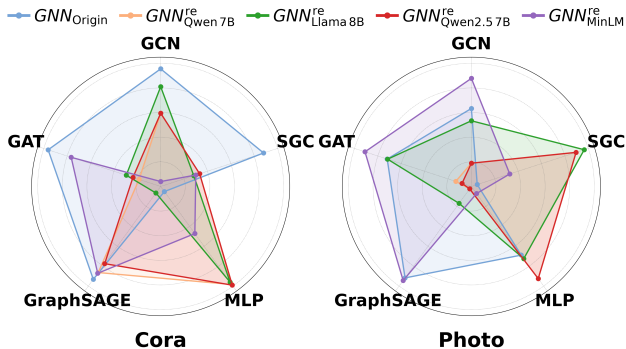 GNN_Origin GNN^re_Qwen 7B GNN^re_Llama 8B GNN^re_Qwen2.5 7B GNN^re_MinLM
GCN GCN
GAT SGC GAT SGC
GraphSAGE MLP GraphSAGE MLP
Cora Photo